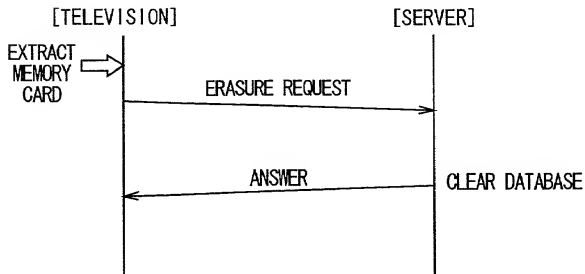 [TELEVISION] [SERVER]
EXTRACT
MEMORY
CARD
ERASURE REQUEST
ANSWER
CLEAR DATABASE